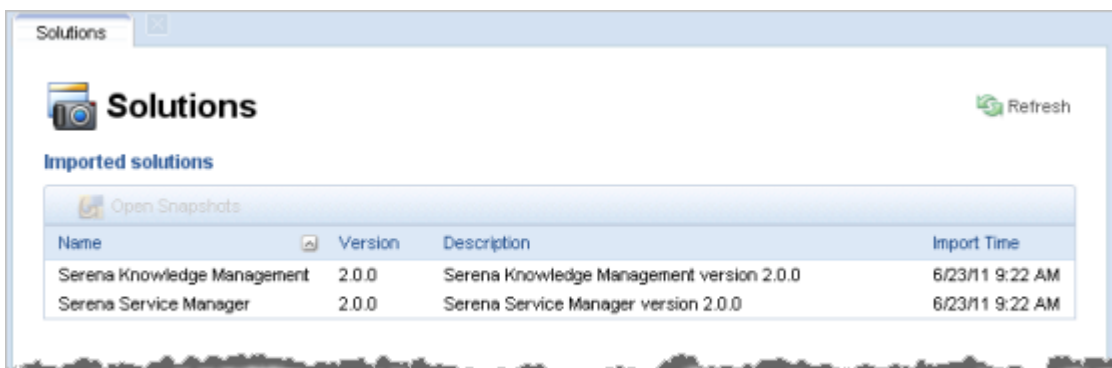 Solutions
Solutions
Refresh
Imported solutions
Open Snapshots
Name Version Description Import Time
Serena Knowledge Management 2.0.0 Serena Knowledge Management version 2.0.0 6/23/11 9:22 AM
Serena Service Manager 2.0.0 Serena Service Manager version 2.0.0 6/23/11 9:22 AM